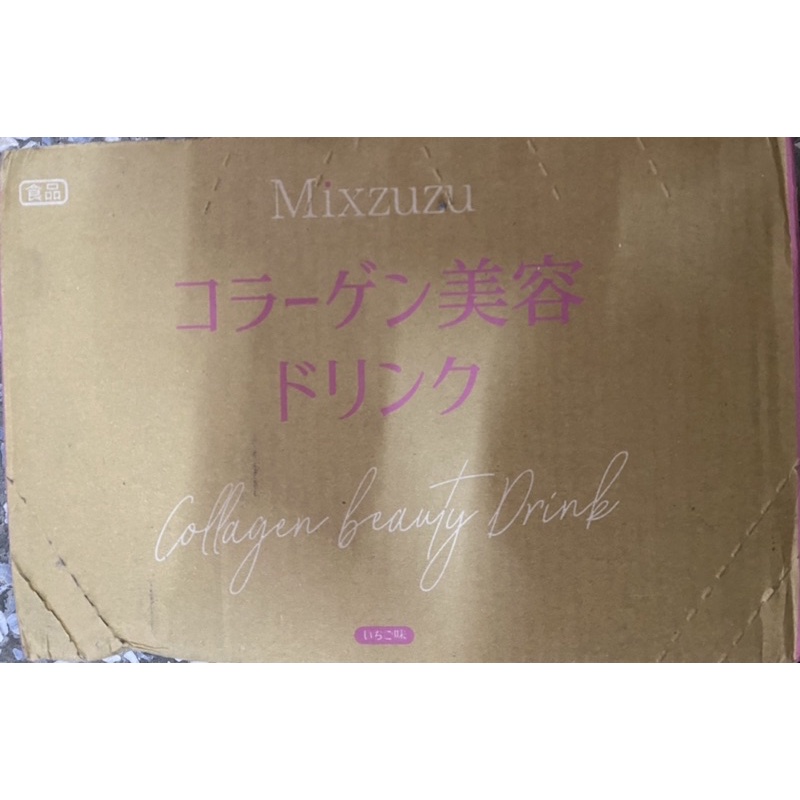 食品
Mixzuzu
コラーゲン美容
ドリンク
Collagen beauty Drink
いちご味